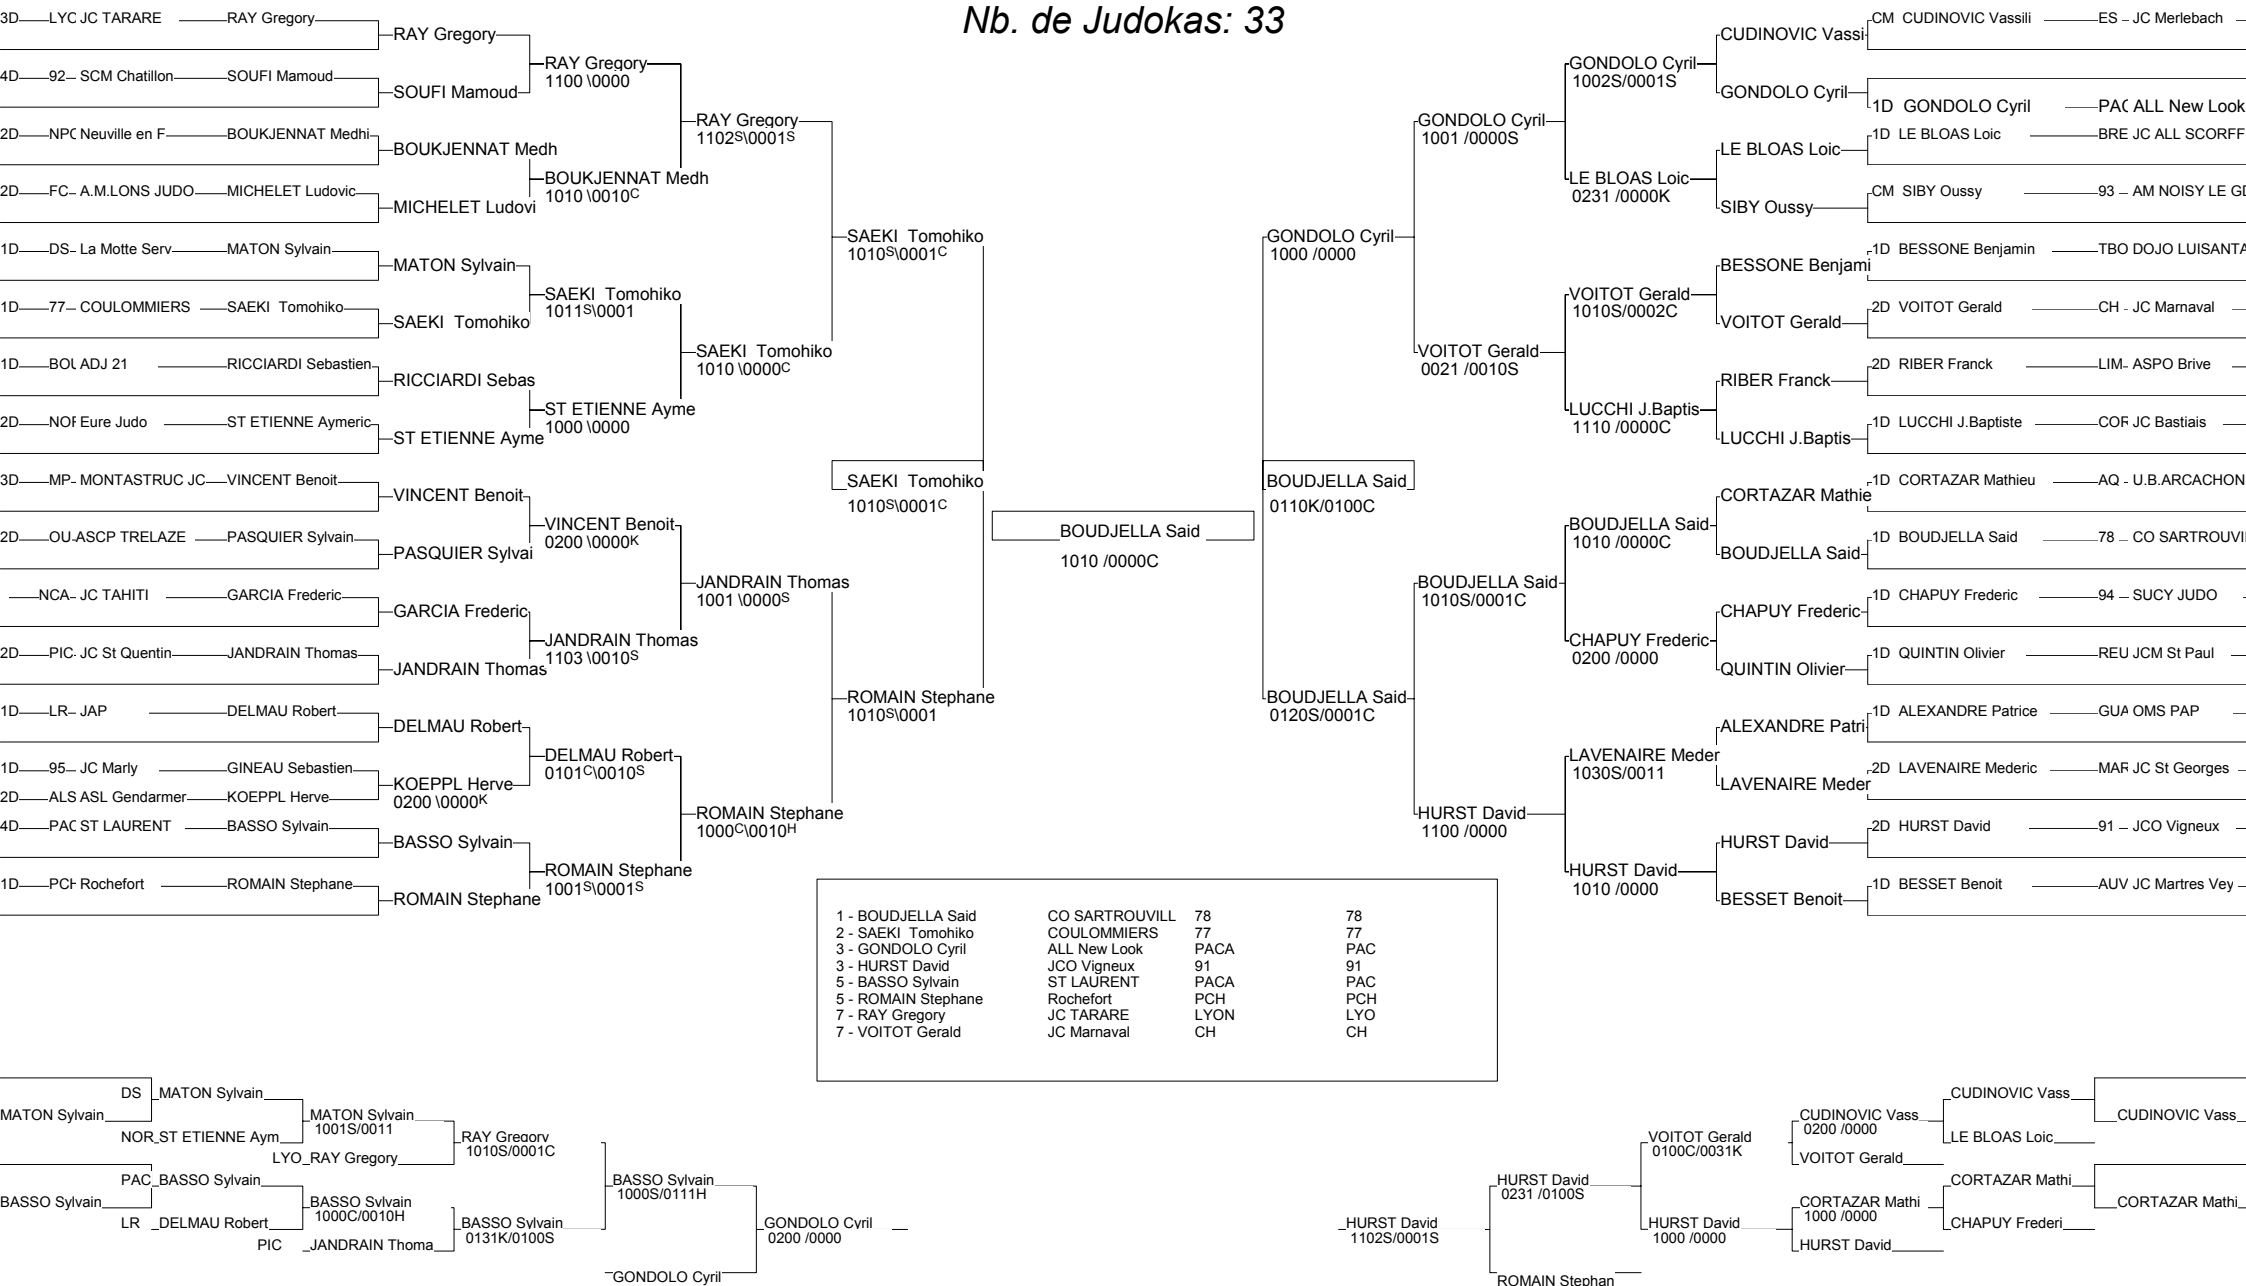 Nb. de Judokas: 33
3D LYC JC TARARE RAY Gregory
4D 92 SCM Chatillon SOUFI Mamoud
2D NPC Neuville en F BOUKJENNAT Medhi
2D FC A.M.LONS JUDO MICHELET Ludovic
1D DS La Motte Serv MATON Sylvain
1D 77 COULOMMIERS SAEKI Tomohiko
1D BOU ADJ 21 RICCIARDI Sebastien
2D NOR Eure Judo ST ETIENNE Aymeric
3D MP- MONTASTRUC JC VINCENT Benoit
2D OU ASCP TRELAZE PASQUIER Sylvain
NCA- JC TAHITI GARCIA Frederic
2D PIC JC St Quentin JANDRAIN Thomas
1D LR JAP DELMAU Robert
1D 95 JC Marly GINEAU Sebastien
2D ALS ASL Gendarmer KOEPPL Herve
4D PAC ST LAURENT BASSO Sylvain
1D PCH Rochefort ROMAIN Stephane
RAY Gregory
SOUFI Mamoud
BOUKJENNAT Medh
MICHELET Ludovi
MATON Sylvain
SAEKI Tomohiko
RICCIARDI Sebas
ST ETIENNE Ayme
VINCENT Benoit
PASQUIER Sylvai
GARCIA Frederic
JANDRAIN Thomas
DELMAU Robert
KOEPPL Herve
0200 \0000K
BASSO Sylvain
ROMAIN Stephane
RAY Gregory
1100 \0000
BOUKJENNAT Medh
1010 \0010C
SAEKI Tomohiko
1011S\0001
ST ETIENNE Ayme
1000 \0000
VINCENT Benoit
0200 \0000K
JANDRAIN Thomas
1103 \0010S
DELMAU Robert
0101C\0010S
ROMAIN Stephane
1001S\0001S
RAY Gregory
1102S\0001S
SAEKI Tomohiko
1010 \0000C
JANDRAIN Thomas
1001 \0000S
ROMAIN Stephane
1000C\0010H
SAEKI Tomohiko
1010S\0001C
ROMAIN Stephane
1010S\0001
SAEKI Tomohiko
1010S\0001C
BOUDJELLA Said
1010 /0000C
BOUDJELLA Said
0110K/0100C
GONDOLO Cyril
1000 /0000
BOUDJELLA Said
0120S/0001C
GONDOLO Cyril
1001 /0000S
VOITOT Gerald
0021 /0010S
BOUDJELLA Said
1010S/0001C
HURST David
1100 /0000
GONDOLO Cyril
1002S/0001S
LE BLOAS Loic
0231 /0000K
VOITOT Gerald
1010S/0002C
LUCCHI J.Baptis
1110 /0000C
BOUDJELLA Said
1010 /0000C
CHAPUY Frederic
0200 /0000
LAVENAIRE Meder
1030S/0011
HURST David
1010 /0000
CUDINOVIC Vassi
GONDOLO Cyril
LE BLOAS Loic
SIBY Oussy
BESSONE Benjami
VOITOT Gerald
RIBER Franck
LUCCHI J.Baptis
CORTAZAR Mathie
BOUDJELLA Said
CHAPUY Frederic
QUINTIN Olivier
ALEXANDRE Patri
LAVENAIRE Meder
HURST David
BESSET Benoit
CM CUDINOVIC Vassili ES JC Merlebach
1D GONDOLO Cyril PAC ALL New Look
1D LE BLOAS Loic BRE JC ALL SCORFF
CM SIBY Oussy 93 AM NOISY LE GD
1D BESSONE Benjamin TBO DOJO LUISANTA
2D VOITOT Gerald CH - JC Marnaval
2D RIBER Franck LIM- ASPO Brive
1D LUCCHI J.Baptiste COR JC Bastiais
1D CORTAZAR Mathieu AQ - U.B.ARCACHON
1D BOUDJELLA Said 78 CO SARTROUVIL
1D CHAPUY Frederic 94 SUCY JUDO
1D QUINTIN Olivier REU JCM St Paul
1D ALEXANDRE Patrice GUA OMS PAP
2D LAVENAIRE Mederic MAR JC St Georges
2D HURST David 91 JCO Vigneux
1D BESSET Benoit AUV JC Martres Vey
1 - BOUDJELLA Said CO SARTROUVILL 78 78
2 - SAEKI Tomohiko COULOMMIERS 77 77
3 - GONDOLO Cyril ALL New Look PACA PAC
3 - HURST David JCO Vigneux 91 91
5 - BASSO Sylvain ST LAURENT PACA PAC
5 - ROMAIN Stephane Rochefort PCH PCH
7 - RAY Gregory JC TARARE LYON LYO
7 - VOITOT Gerald JC Marnaval CH CH
MATON Sylvain
BASSO Sylvain
DS MATON Sylvain
NOR ST ETIENNE Aym
PAC BASSO Sylvain
LR DELMAU Robert
MATON Sylvain
1001S/0011
LYO RAY Gregory
BASSO Sylvain
1000C/0010H
PIC JANDRAIN Thoma
RAY Gregory
1010S/0001C
BASSO Sylvain
0131K/0100S
BASSO Sylvain
1000S/0111H
GONDOLO Cyril
GONDOLO Cyril
0200 /0000
HURST David
1102S/0001S
HURST David
0231 /0100S
ROMAIN Stephan
VOITOT Gerald
0100C/0031K
HURST David
1000 /0000
CUDINOVIC Vass
0200 /0000
VOITOT Gerald
CORTAZAR Mathi
1000 /0000
HURST David
CUDINOVIC Vass
LE BLOAS Loic
CORTAZAR Mathi
CHAPUY Frederi
CUDINOVIC Vass
CORTAZAR Mathi